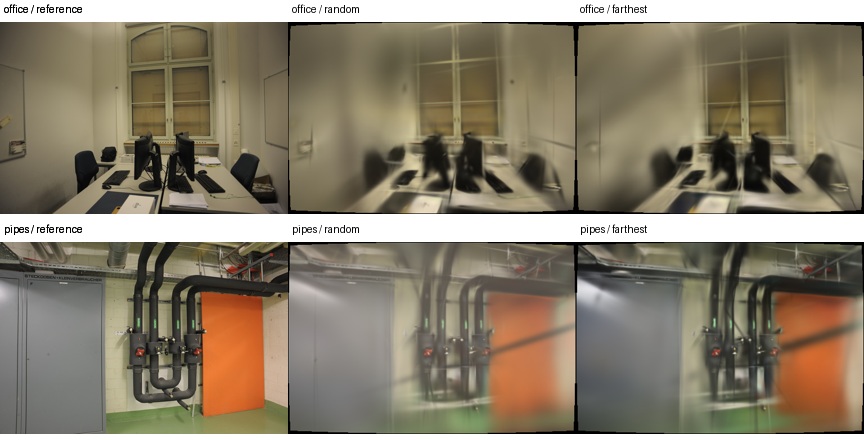 office / reference
office / random
office / farthest
pipes / reference
pipes / random
pipes / farthest